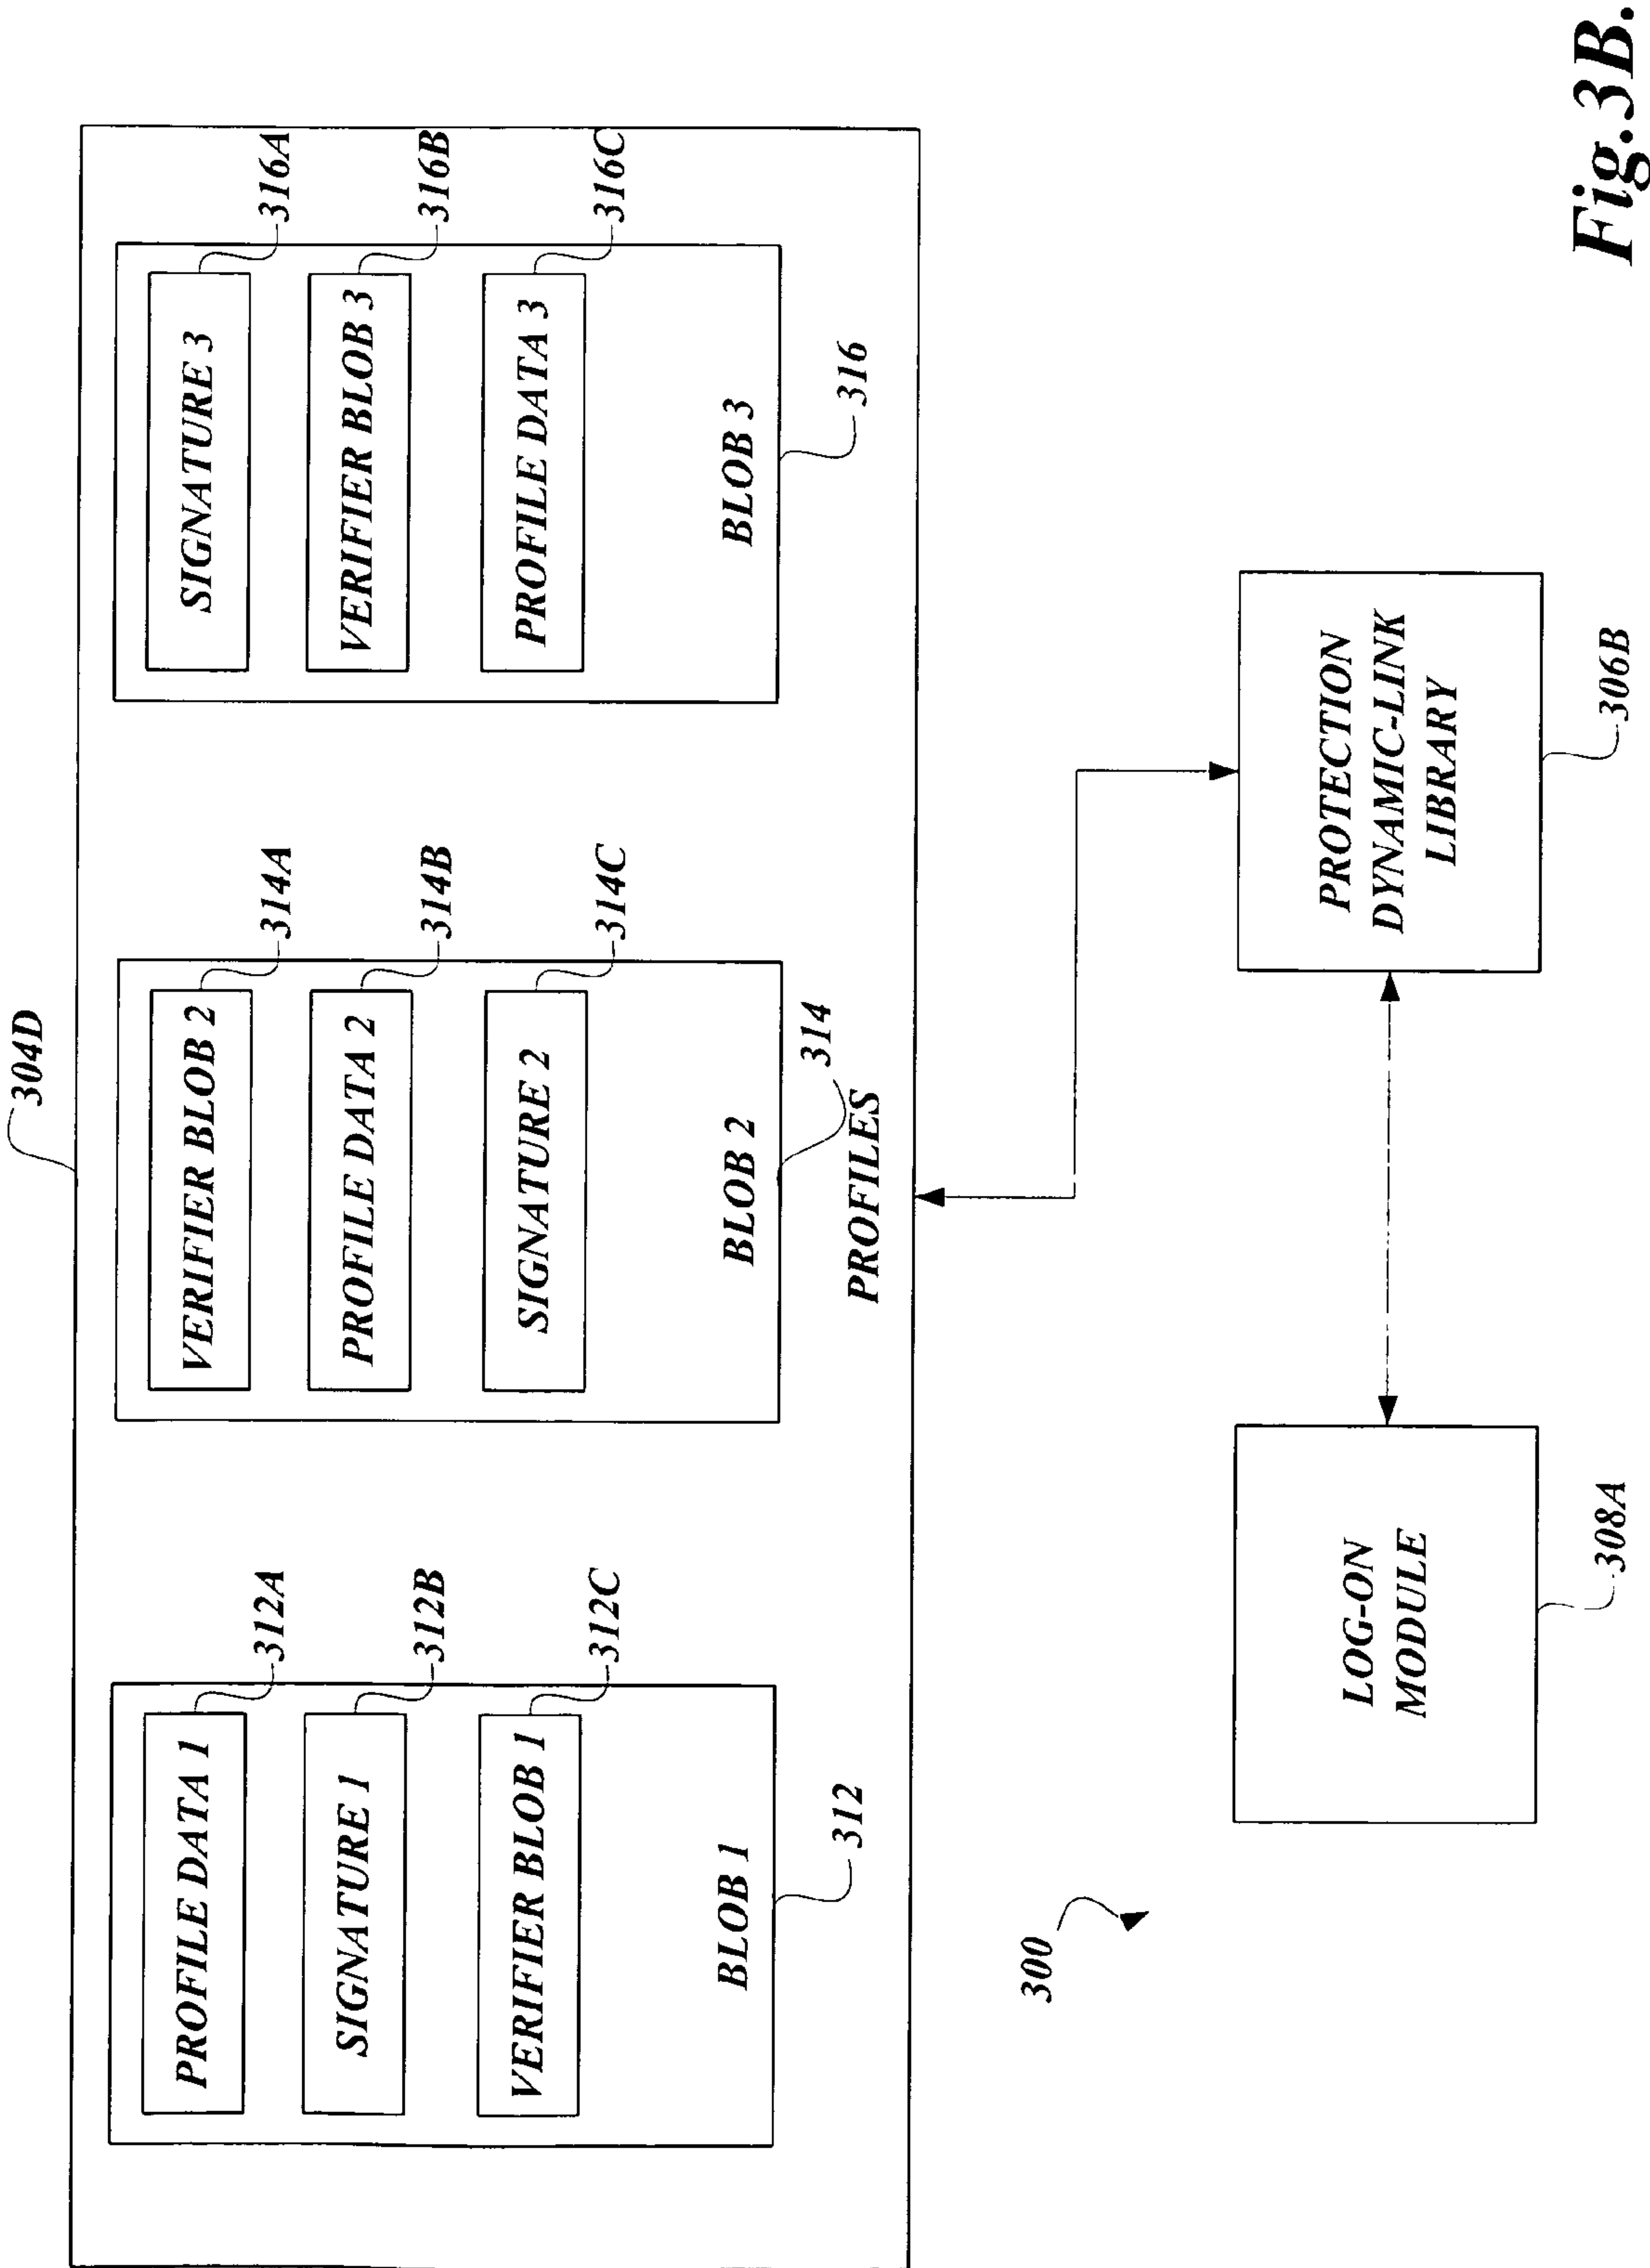 304D
PROFILE DATA 1
312A
SIGNATURE 1
312B
VERIFIER BLOB 1
312C
BLOB 1
312
VERIFIER BLOB 2
314A
PROFILE DATA 2
314B
SIGNATURE 2
314C
BLOB 2
314
SIGNATURE 3
316A
VERIFIER BLOB 3
316B
PROFILE DATA 3
316C
BLOB 3
316
PROFILES
300
LOG-ON
MODULE
308A
PROTECTION
DYNAMIC-LINK
LIBRARY
306B
Fig.3B.